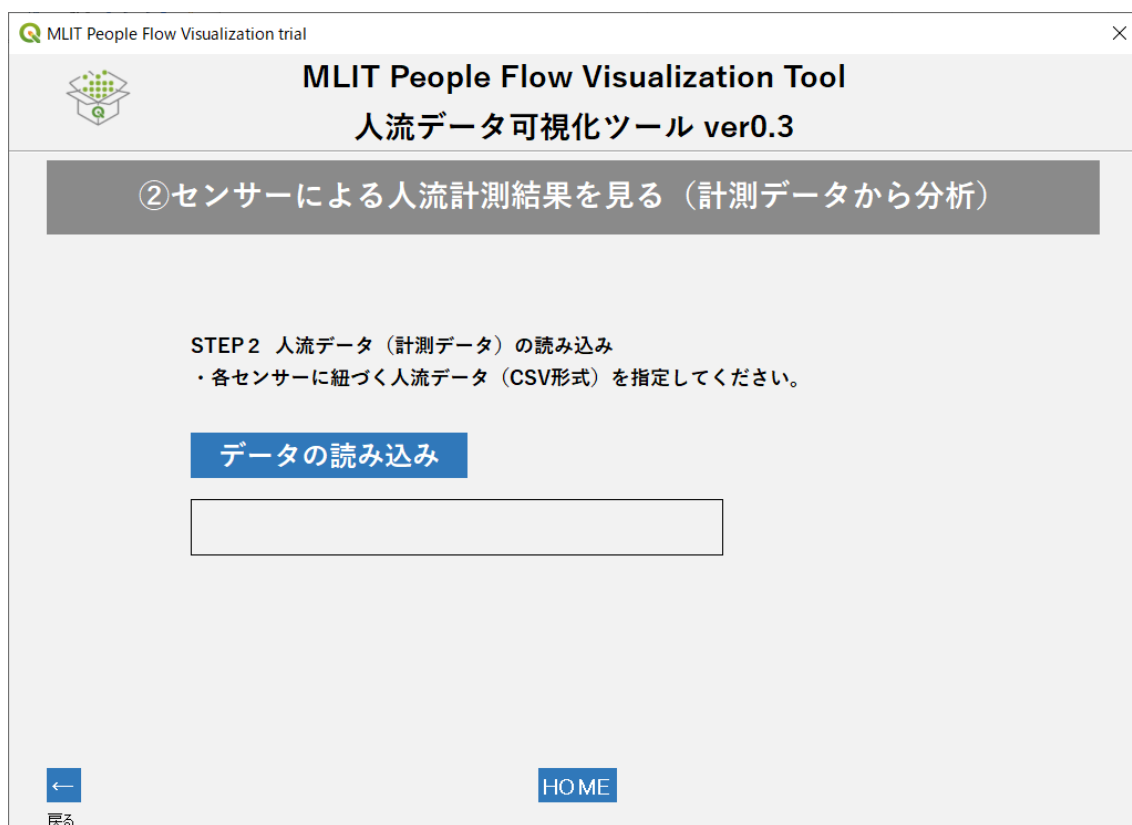 MLIT People Flow Visualization trial
MLIT People Flow Visualization Tool
人流データ可視化ツール ver0.3
②センサーによる人流計測結果を見る（計測データから分析）
STEP２ 人流データ（計測データ）の読み込み
・各センサーに紐づく人流データ（CSV形式）を指定してください。
データの読み込み
←
HOME
戻る